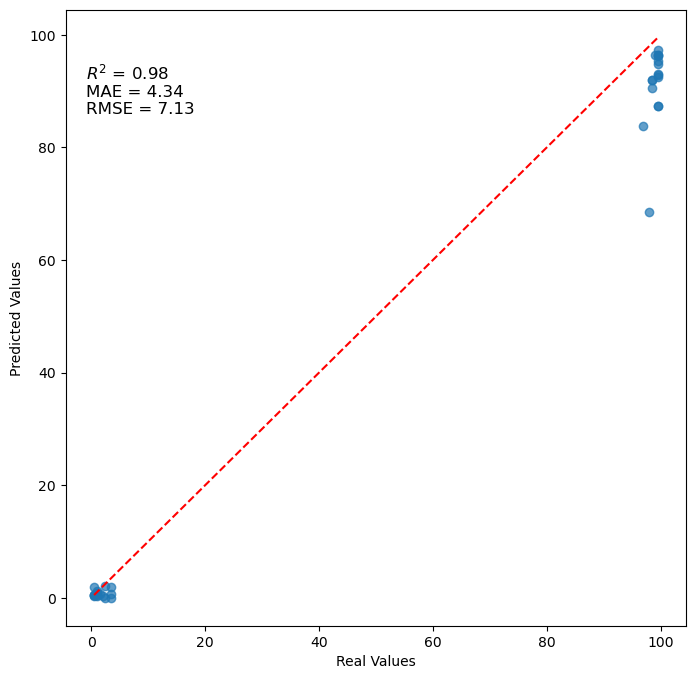 R² = 0.98
MAE = 4.34
RMSE = 7.13
100
80
60
40
20
0
Predicted Values
0 20 40 60 80 100
Real Values